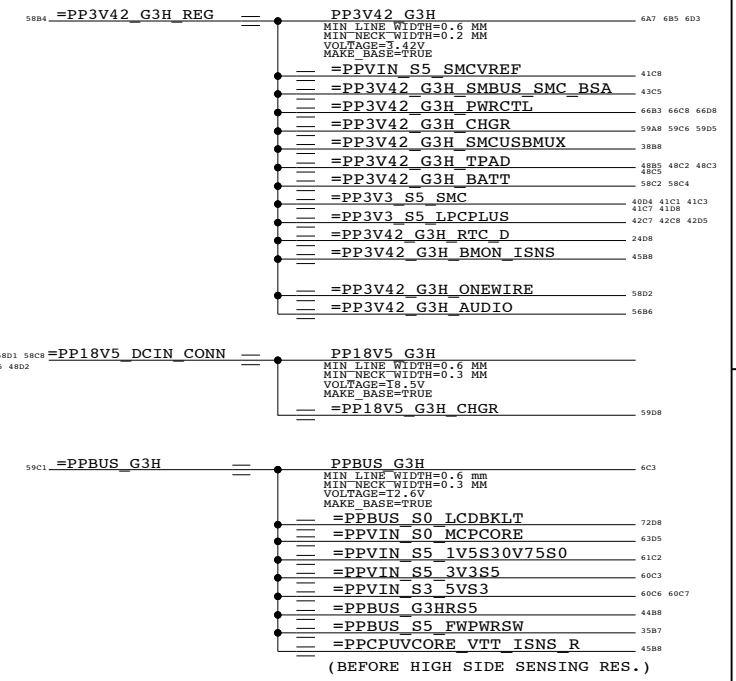 58B4 =PP3V42_G3H_REG PP3V42_G3H 6A7 6B5 6D3
MIN_LINE_WIDTH=0.6 MM
MIN_NECK_WIDTH=0.2 MM
VOLTAGE=3.42V
MAKE_BASE=TRUE
=PPVIN_S5_SMCVREF 41C8
=PP3V42_G3H_SMBUS_SMC_BSA 43C5
=PP3V42_G3H_PWRCTL 66B3 66C8 66D8
=PP3V42_G3H_CHGR 59A8 59C6 59D5
=PP3V42_G3H_SMCUSBMUX 38B8
=PP3V42_G3H_TPAD 48B5 48C2 48C3
48C5
=PP3V42_G3H_BATT 58C2 58C4
=PP3V3_S5_SMC 40D4 41C1 41C3
41C7 41D8
=PP3V3_S5_LPCPLUS 42C7 42C8 42D5
=PP3V42_G3H_RTC_D 24D8
=PP3V42_G3H_BMON_ISNS 45B8
=PP3V42_G3H_ONEWIRE 58D2
=PP3V42_G3H_AUDIO 56B6
58D1 58C8 =PP18V5_DCIN_CONN PP18V5_G3H
48D2
MIN_LINE_WIDTH=0.6 MM
MIN_NECK_WIDTH=0.3 MM
VOLTAGE=18.5V
MAKE_BASE=TRUE
=PP18V5_G3H_CHGR 59D8
59C1 =PPBUS_G3H PPBUS_G3H 6C3
MIN_LINE_WIDTH=0.6 mm
MIN_NECK_WIDTH=0.3 MM
VOLTAGE=12.6V
MAKE_BASE=TRUE
=PPBUS_S0_LCDBKLT 72D8
=PPVIN_S0_MCPCORE 63D5
=PPVIN_S5_1V5S30V75S0 61C2
=PPVIN_S5_3V3S5 60C3
=PPVIN_S3_5VS3 60C6 60C7
=PPBUS_G3HRS5 44B8
=PPBUS_S5_FWPWRSW 35B7
=PPCPUVCORE_VTT_ISNS_R 45B8
(BEFORE HIGH SIDE SENSING RES.)